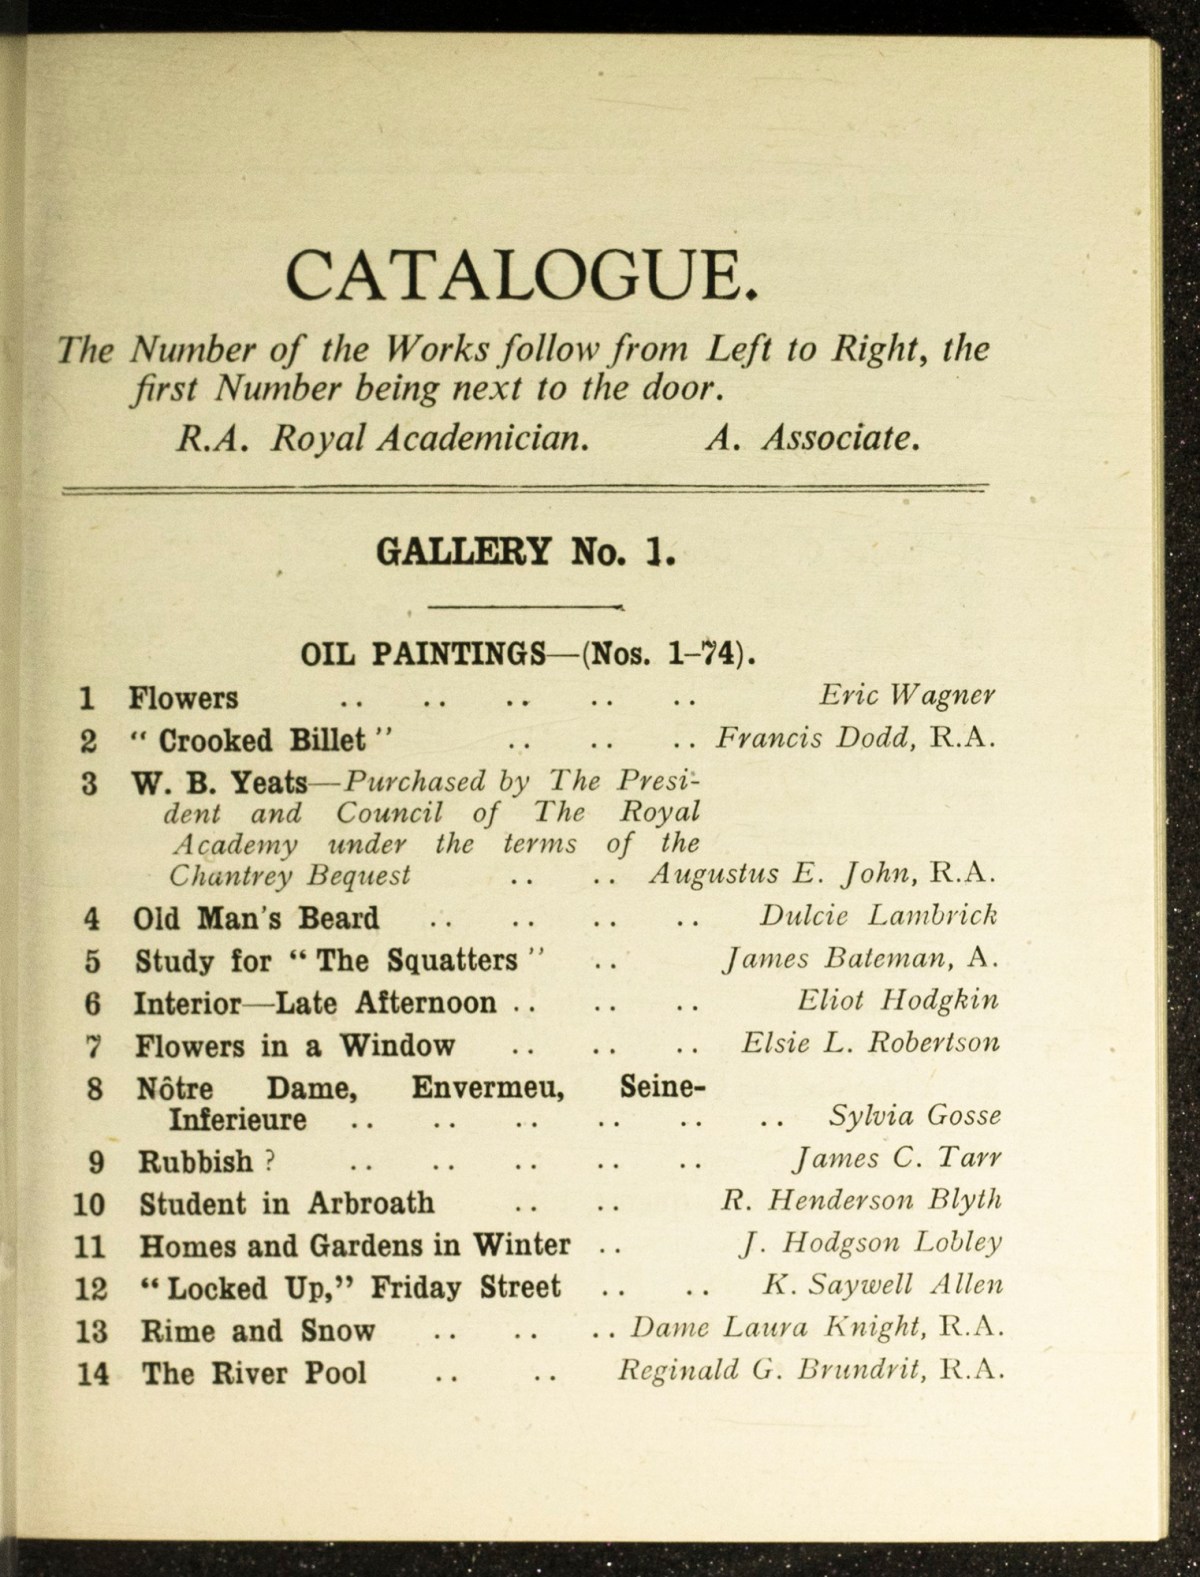 CATALOGUE.
The Number of the Works follow from Left to Right, the
first Number being next to the door.
R.A. Royal Academician. A. Associate.
GALLERY No. 1.
OIL PAINTINGS—(Nos. 1–74).
1 Flowers .. .. .. .. .. Eric Wagner
2 “Crooked Billet” .. .. .. Francis Dodd, R.A.
3 W. B. Yeats—Purchased by The Presi-
dent and Council of The Royal
Academy under the terms of the
Chantrey Bequest .. .. Augustus E. John, R.A.
4 Old Man's Beard .. .. .. .. Dulcie Lambrick
5 Study for “The Squatters” .. James Bateman, A.
6 Interior—Late Afternoon .. .. .. Eliot Hodgkin
7 Flowers in a Window .. .. .. Elsie L. Robertson
8 Nôtre Dame, Envermeu, Seine-
Inferieure .. .. .. .. .. .. Sylvia Gosse
9 Rubbish ? .. .. .. .. .. James C. Tarr
10 Student in Arbroath .. .. R. Henderson Blyth
11 Homes and Gardens in Winter .. J. Hodgson Lobley
12 “Locked Up,” Friday Street .. .. K. Saywell Allen
13 Rime and Snow .. .. .. Dame Laura Knight, R.A.
14 The River Pool .. .. Reginald G. Brundrit, R.A.